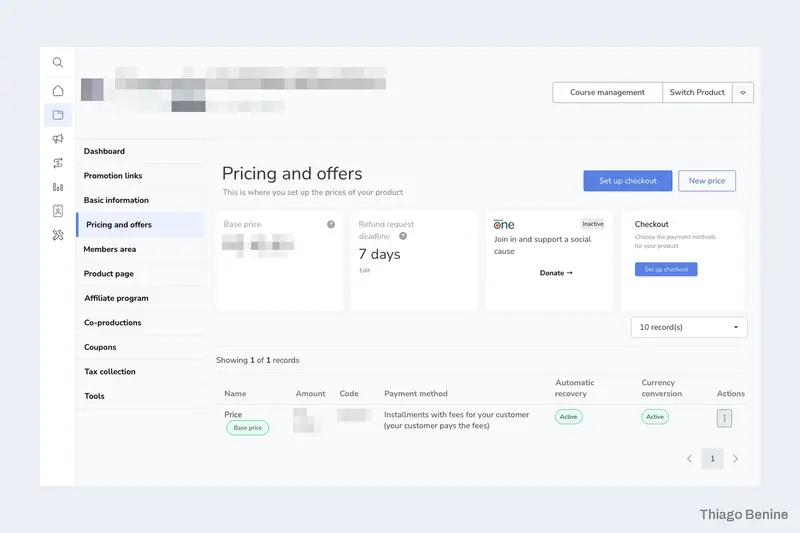 Course management
Switch Product
Dashboard
Promotion links
Basic information
Pricing and offers
Members area
Product page
Affiliate program
Co-productions
Coupons
Tax collection
Tools
Pricing and offers
This is where you set up the prices of your product
Set up checkout
New price
Base price
?
Refund request
deadline ?
7 days
Edit
one
Inactive
Join in and support a social
cause
Donate →
Checkout
Choose the payment methods
for your product
Set up checkout
10 record(s)
Showing 1 of 1 records
Name
Amount
Code
Payment method
Automatic
recovery
Currency
conversion
Actions
Price
Base price
Installments with fees for your customer
(your customer pays the fees)
Active
Active
1
Thiago Benine